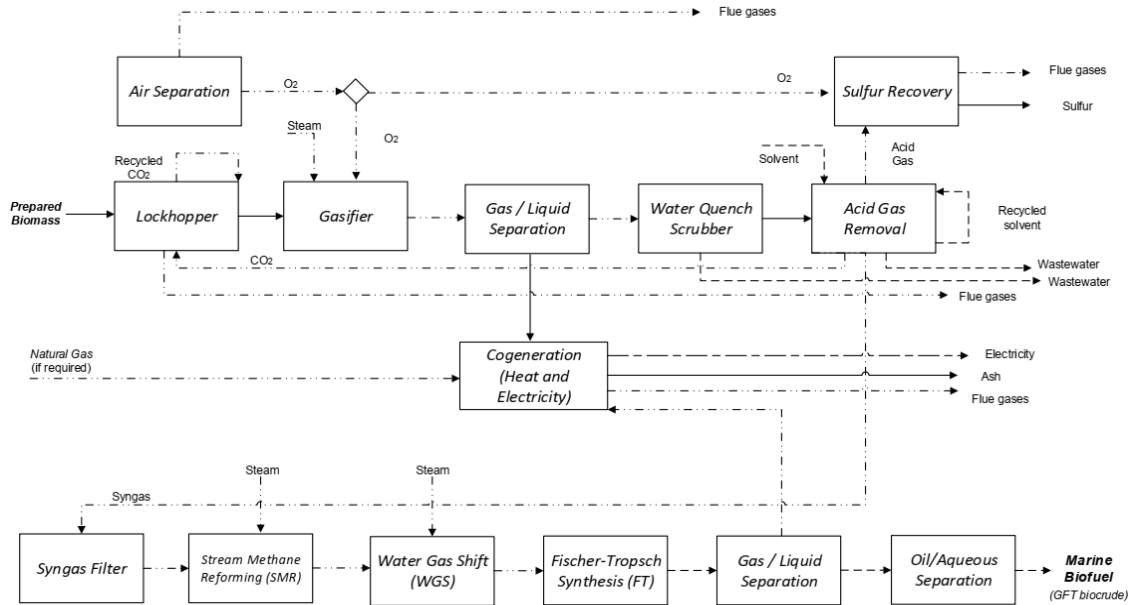 Flue gases
Air Separation
O2
O2
Sulfur Recovery
Flue gases
Sulfur
Steam
O2
Recycled
CO2
Solvent
Acid
Gas
Prepared
Biomass
Lockhopper
Gasifier
Gas / Liquid
Separation
Water Quench
Scrubber
Acid Gas
Removal
Recycled
solvent
CO2
Wastewater
Wastewater
Flue gases
Natural Gas
(if required)
Cogeneration
(Heat and
Electricity)
Electricity
Ash
Flue gases
Syngas
Steam
Steam
Syngas Filter
Stream Methane
Reforming (SMR)
Water Gas Shift
(WGS)
Fischer-Tropsch
Synthesis (FT)
Gas / Liquid
Separation
Oil/Aqueous
Separation
Marine
Biofuel
(GFT biocrude)